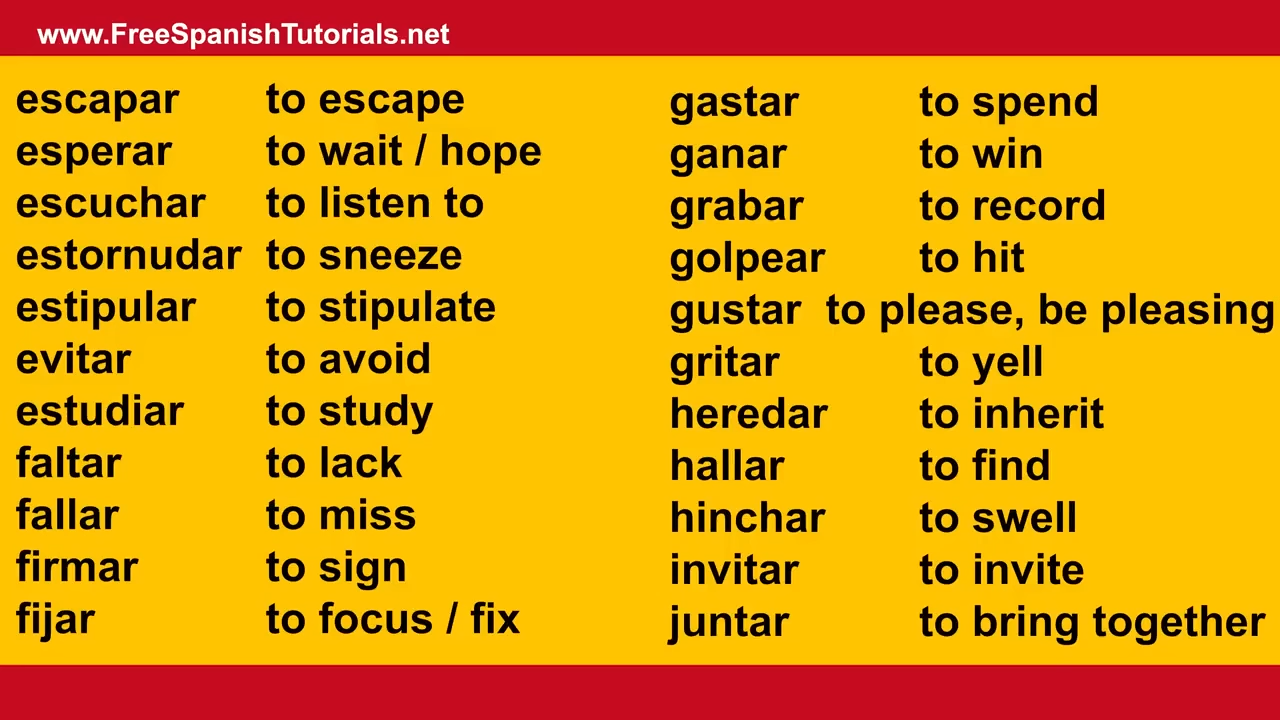 www.FreeSpanishTutorials.net
escapar to escape
esperar to wait / hope
escuchar to listen to
estornudar to sneeze
estipular to stipulate
evitar to avoid
estudiar to study
faltar to lack
fallar to miss
firmar to sign
fijar to focus / fix
gastar to spend
ganar to win
grabar to record
golpear to hit
gustar to please, be pleasing
gritar to yell
heredar to inherit
hallar to find
hinchar to swell
invitar to invite
juntar to bring together